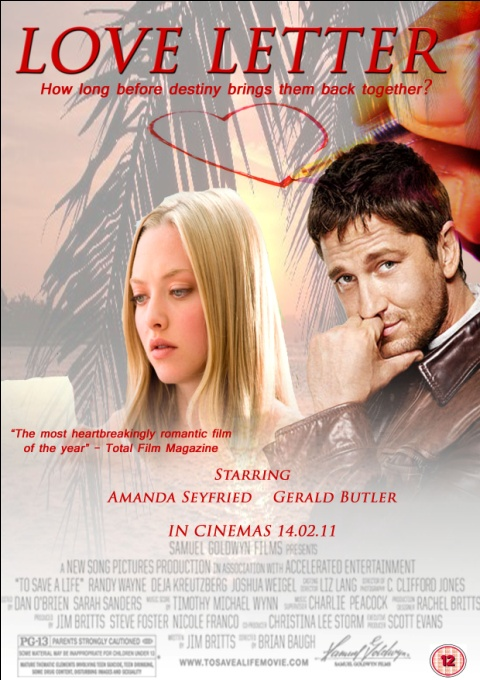 LOVE LETTER
How long before destiny brings them back together?
"The most heartbreakingly romantic film
of the year" - Total Film Magazine
STARRING
AMANDA SEYFRIED GERALD BUTLER
IN CINEMAS 14.02.11
SAMUEL GOLDWYN FILMS PRESENTS
A NEW SONG PICTURES PRODUCTION IN ASSOCIATION WITH ACCELERATED ENTERTAINMENT
"TO SAVE A LIFE" RANDY WAYNE DEJA KREUTZBERG JOSHUA WEIGEL CASTING BY LIZ LANG DIRECTOR OF PHOTOGRAPHY C. CLIFFORD JONES
DAN O'BRIEN SARAH SANDERS MUSIC BY TIMOTHY MICHAEL WYNN MUSIC SUPERVISOR CHARLIE PEACOCK PRODUCTION DESIGNER RACHEL BRITTS
PRODUCED BY JIM BRITTS STEVE FOSTER NICOLE FRANCO CO-PRODUCER CHRISTINA LEE STORM EXECUTIVE PRODUCER SCOTT EVANS
PG-13 PARENTS STRONGLY CAUTIONED
WRITTEN BY JIM BRITTS DIRECTED BY BRIAN BAUGH
SOME MATERIAL MAY BE INAPPROPRIATE FOR CHILDREN UNDER 13
MATURE THEMATIC ELEMENTS INVOLVING TEEN SUICIDE, TEEN DRINKING,
SOME DRUG CONTENT, DISTURBING IMAGES AND SEXUALITY
WWW.TOSAVEALIFEMOVIE.COM
Samuel Goldwyn
SAMUEL GOLDWYN FILMS
12